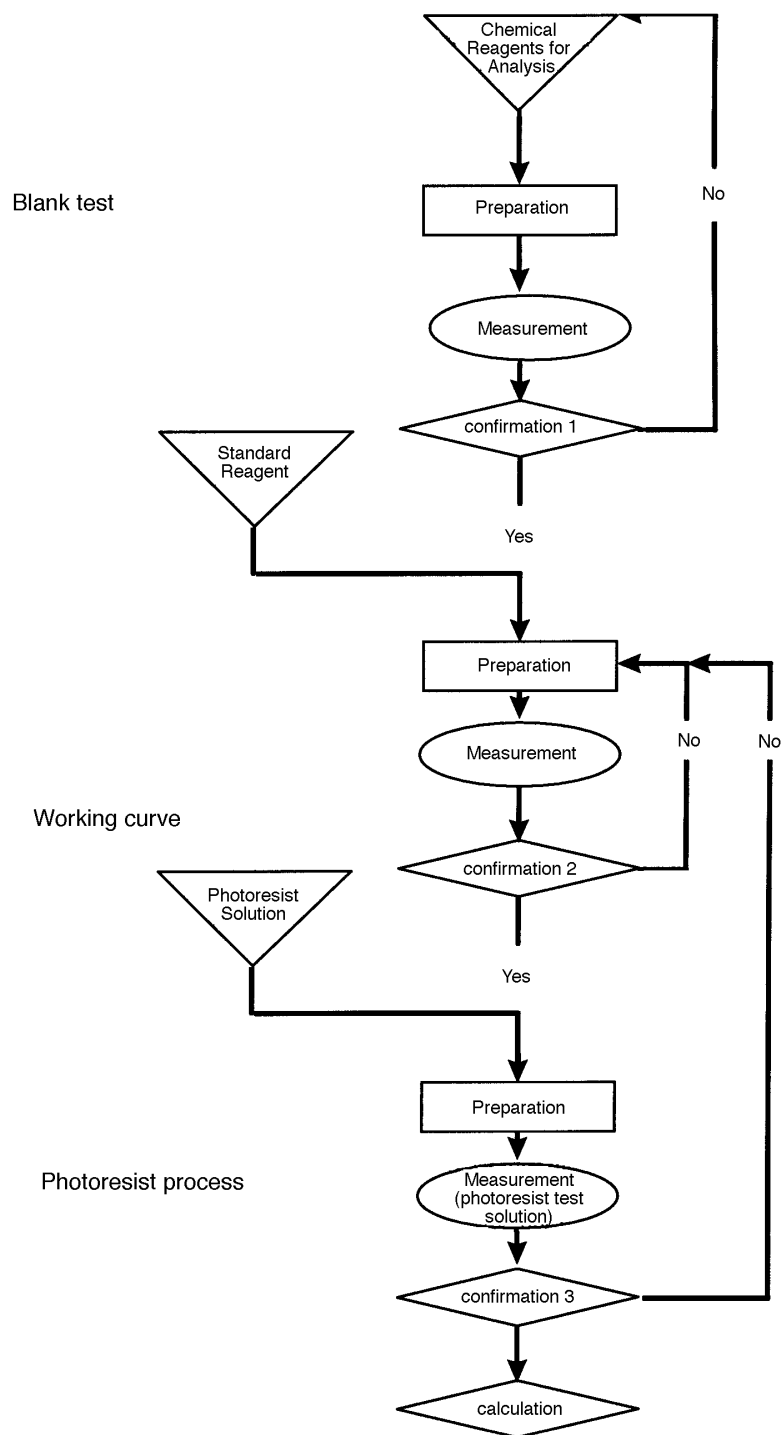 Chemical
Reagents for
Analysis
No
Blank test
Preparation
Measurement
confirmation 1
Standard
Reagent
Yes
Preparation
No
No
Measurement
Working curve
confirmation 2
Photoresist
Solution
Yes
Preparation
Photoresist process
Measurement
(photoresist test
solution)
confirmation 3
calculation